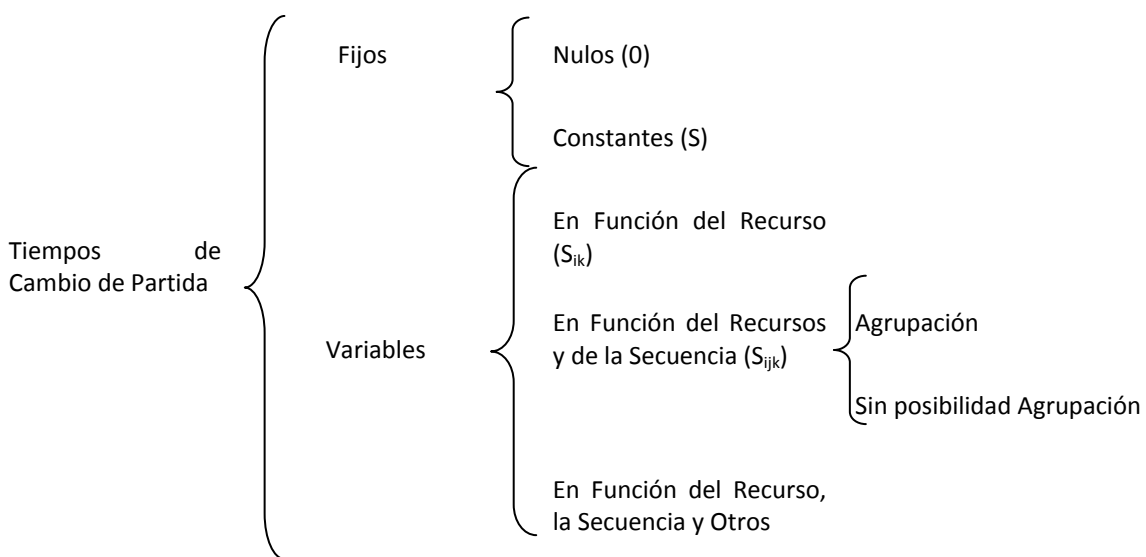 Tiempos de
Cambio de Partida
Fijos
Nulos (0)
Constantes (S)
Variables
En Función del Recurso
(Sik)
En Función del Recursos
y de la Secuencia (Sijk)
Agrupación
Sin posibilidad Agrupación
En Función del Recurso,
la Secuencia y Otros